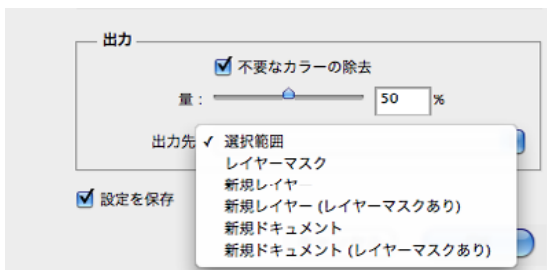 出力
不要なカラーの除去
量： 50 %
出力先 ✓ 選択範囲
レイヤーマスク
新規レイヤー
新規レイヤー (レイヤーマスクあり)
設定を保存
新規ドキュメント
新規ドキュメント (レイヤーマスクあり)